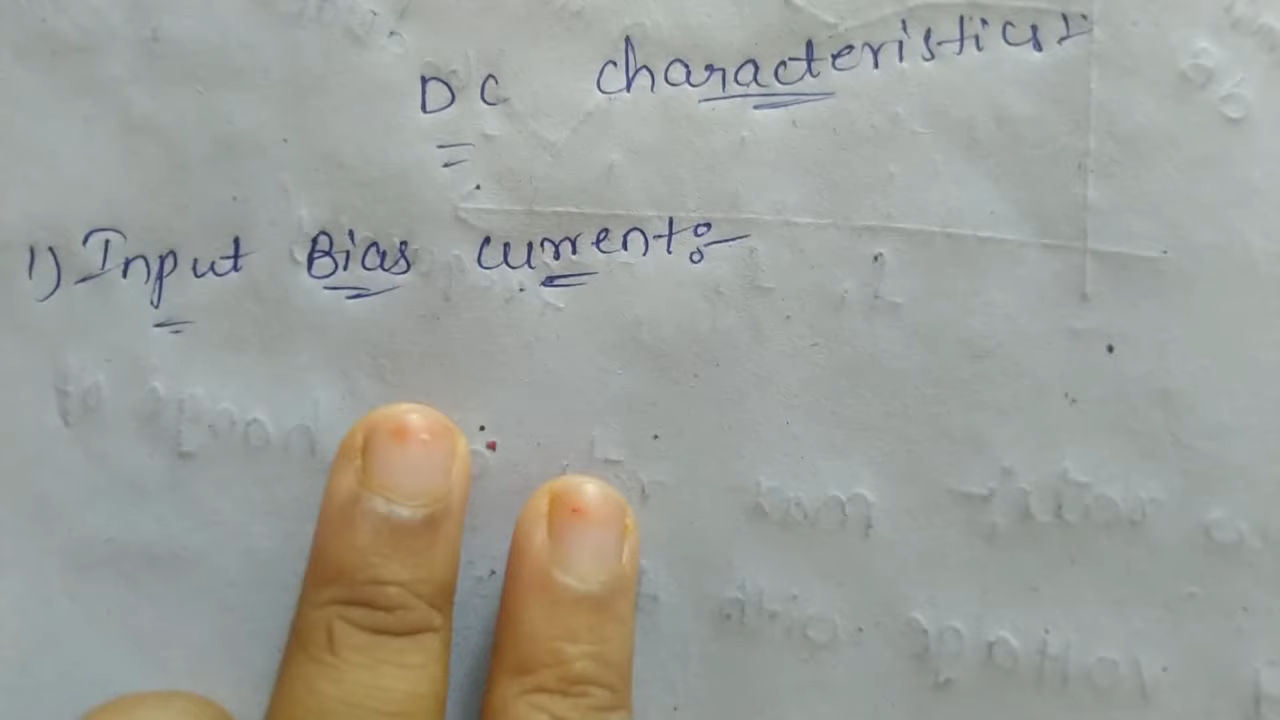 DC characteristics:-
1) Input Bias current:-